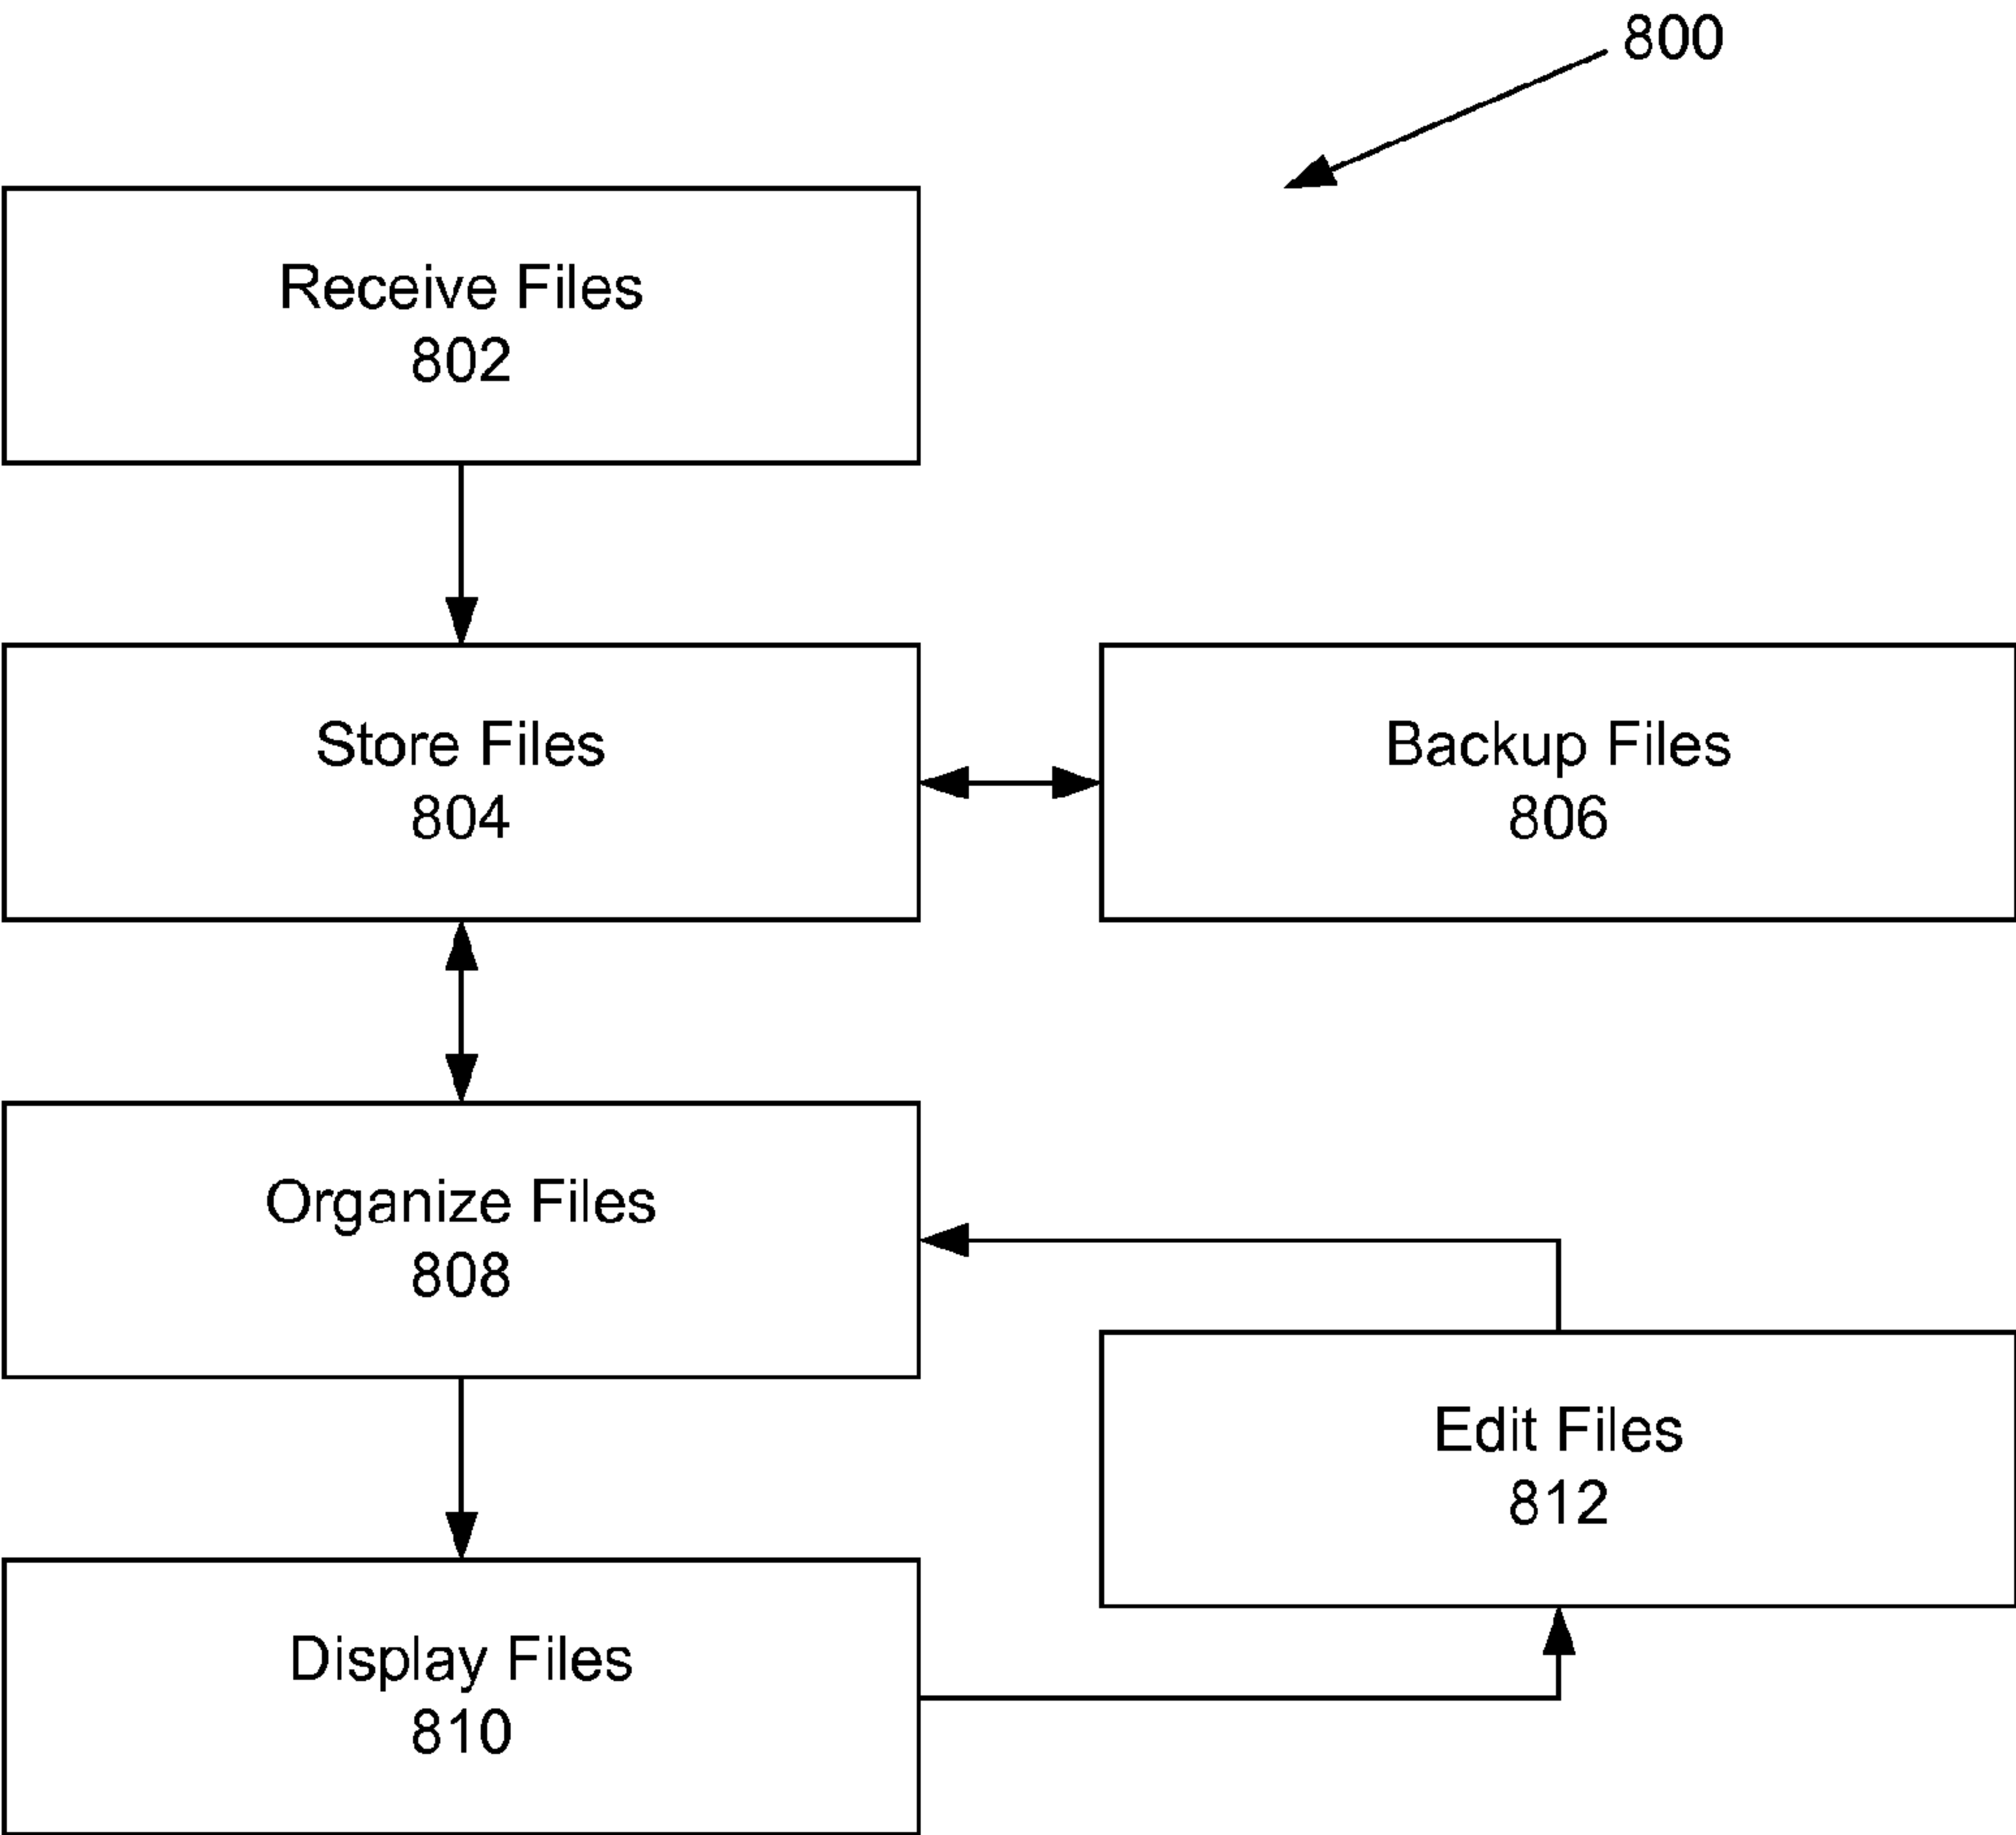 800
Receive Files
802
Store Files
804
Backup Files
806
Organize Files
808
Edit Files
812
Display Files
810